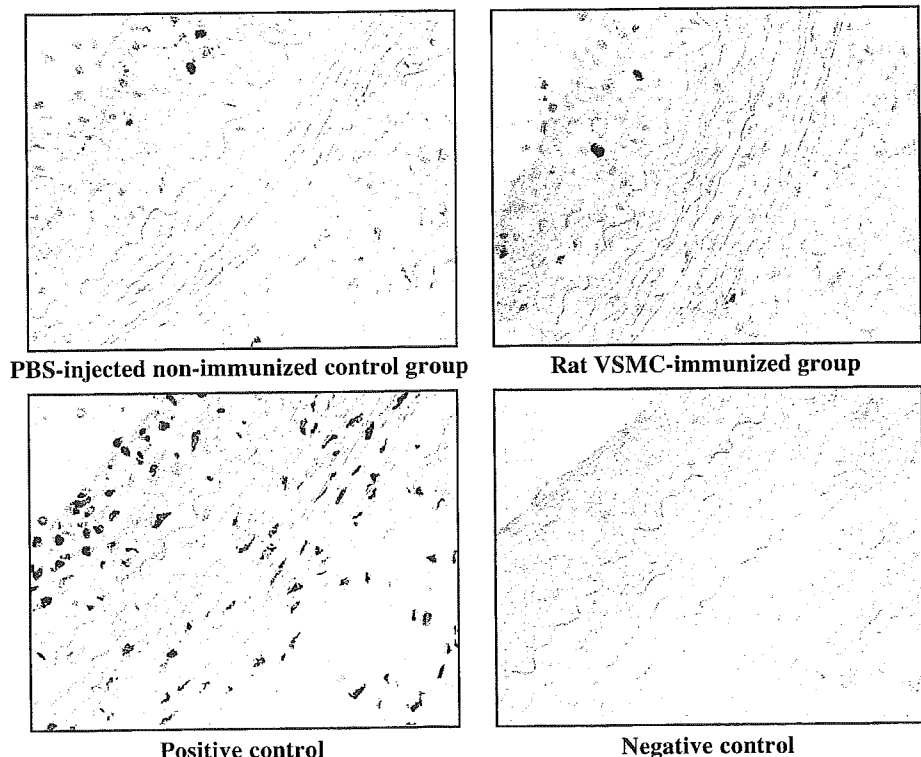 PBS-injected non-immunized control group
Rat VSMC-immunized group
Positive control
Negative control